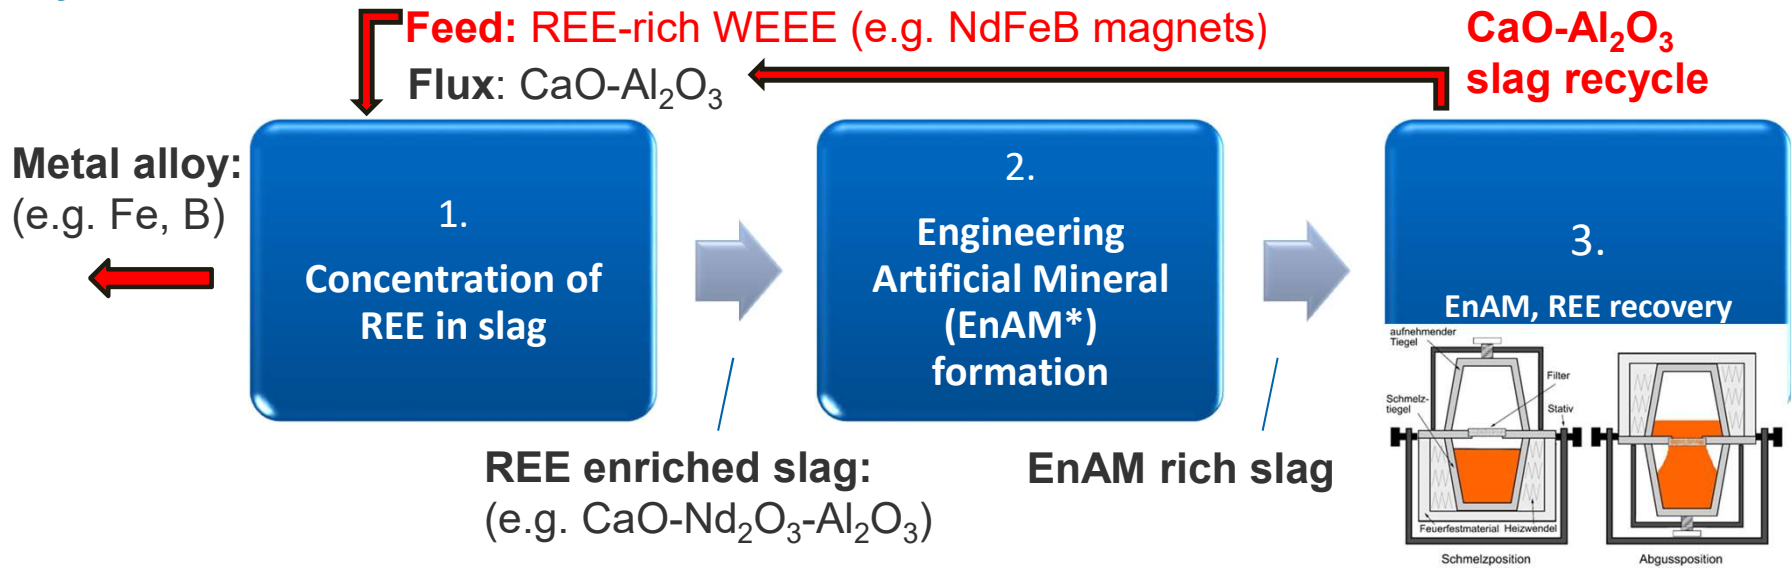 Feed: REE-rich WEEE (e.g. NdFeB magnets)
Flux: CaO-Al₂O₃
CaO-Al₂O₃
slag recycle
Metal alloy:
(e.g. Fe, B)
1.
Concentration of
REE in slag
2.
Engineering
Artificial Mineral
(EnAM*)
formation
3.
EnAM, REE recovery
REE enriched slag:
(e.g. CaO-Nd₂O₃-Al₂O₃)
EnAM rich slag
aufnehmender
Tiegel
Filter
Schmelz-
tiegel
Stativ
Feuerfestmaterial
Heizwendel
Schmelzposition
Abgussposition